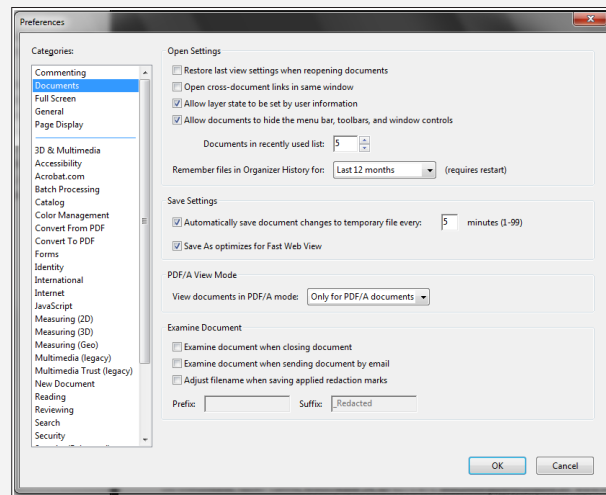 Preferences
Categories:
Commenting
Documents
Full Screen
General
Page Display
3D & Multimedia
Accessibility
Acrobat.com
Batch Processing
Catalog
Color Management
Convert From PDF
Convert To PDF
Forms
Identity
International
Internet
JavaScript
Measuring (2D)
Measuring (3D)
Measuring (Geo)
Multimedia (legacy)
Multimedia Trust (legacy)
New Document
Reading
Reviewing
Search
Security
Open Settings
Restore last view settings when reopening documents
Open cross-document links in same window
Allow layer state to be set by user information
Allow documents to hide the menu bar, toolbars, and window controls
Documents in recently used list: 5
Remember files in Organizer History for: Last 12 months (requires restart)
Save Settings
Automatically save document changes to temporary file every: 5 minutes (1-99)
Save As optimizes for Fast Web View
PDF/A View Mode
View documents in PDF/A mode: Only for PDF/A documents
Examine Document
Examine document when closing document
Examine document when sending document by email
Adjust filename when saving applied redaction marks
Prefix: Suffix: _Redacted
OK Cancel